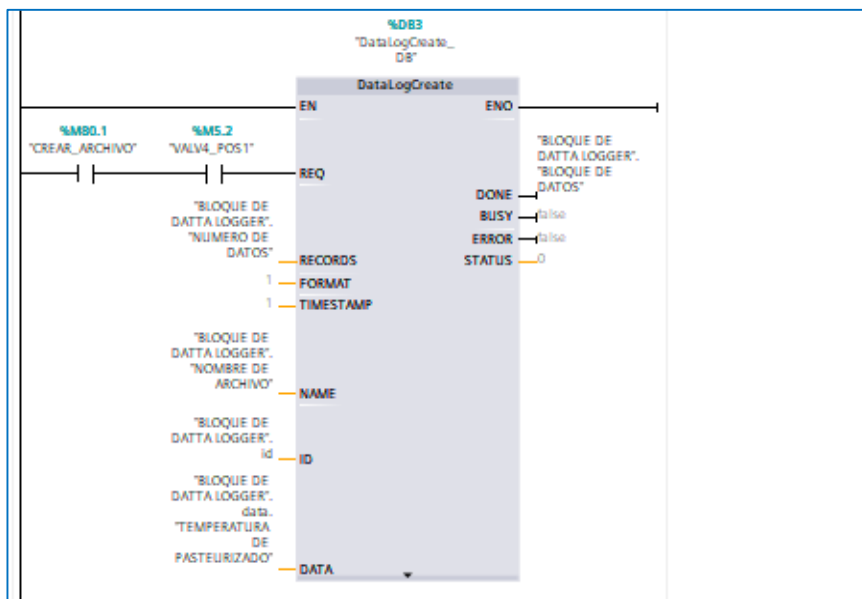 %DB3
"DataLogCreate_
DB"
DataLogCreate
EN
ENO
%M80.1
"CREAR_ARCHIVO"
%M5.2
"VALV4_POS1"
REQ
"BLOQUE DE
DATTA LOGGER".
"BLOQUE DE
DATOS"
DONE
BUSY
false
ERROR
false
STATUS
0
"BLOQUE DE
DATTA LOGGER".
"NUMERO DE
DATOS"
RECORDS
1
FORMAT
1
TIMESTAMP
"BLOQUE DE
DATTA LOGGER".
"NOMBRE DE
ARCHIVO"
NAME
"BLOQUE DE
DATTA LOGGER".
id
ID
"BLOQUE DE
DATTA LOGGER".
data.
"TEMPERATURA
DE
PASTEURIZADO"
DATA